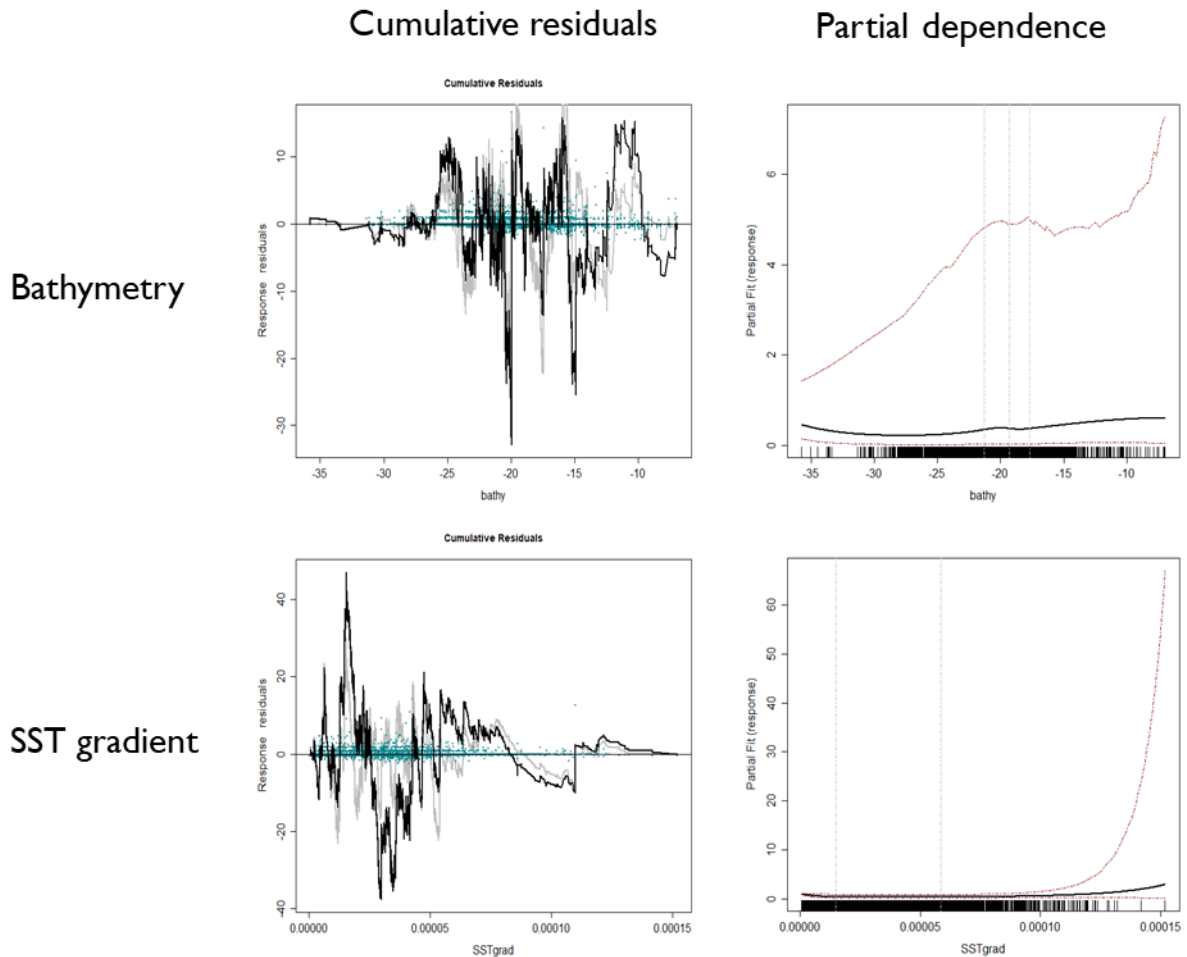 Cumulative residuals
Partial dependence
Bathymetry
Cumulative Residuals
Response residuals
10
0
-10
-20
-30
-35
-30
-25
-20
-15
-10
bathy
Partial Fit (response)
6
4
2
0
-35
-30
-25
-20
-15
-10
bathy
SST gradient
Cumulative Residuals
Response residuals
40
20
0
-20
-40
0.00000
0.00005
0.00010
0.00015
SSTgrad
Partial Fit (response)
60
50
40
30
20
10
0
0.00000
0.00005
0.00010
0.00015
SSTgrad